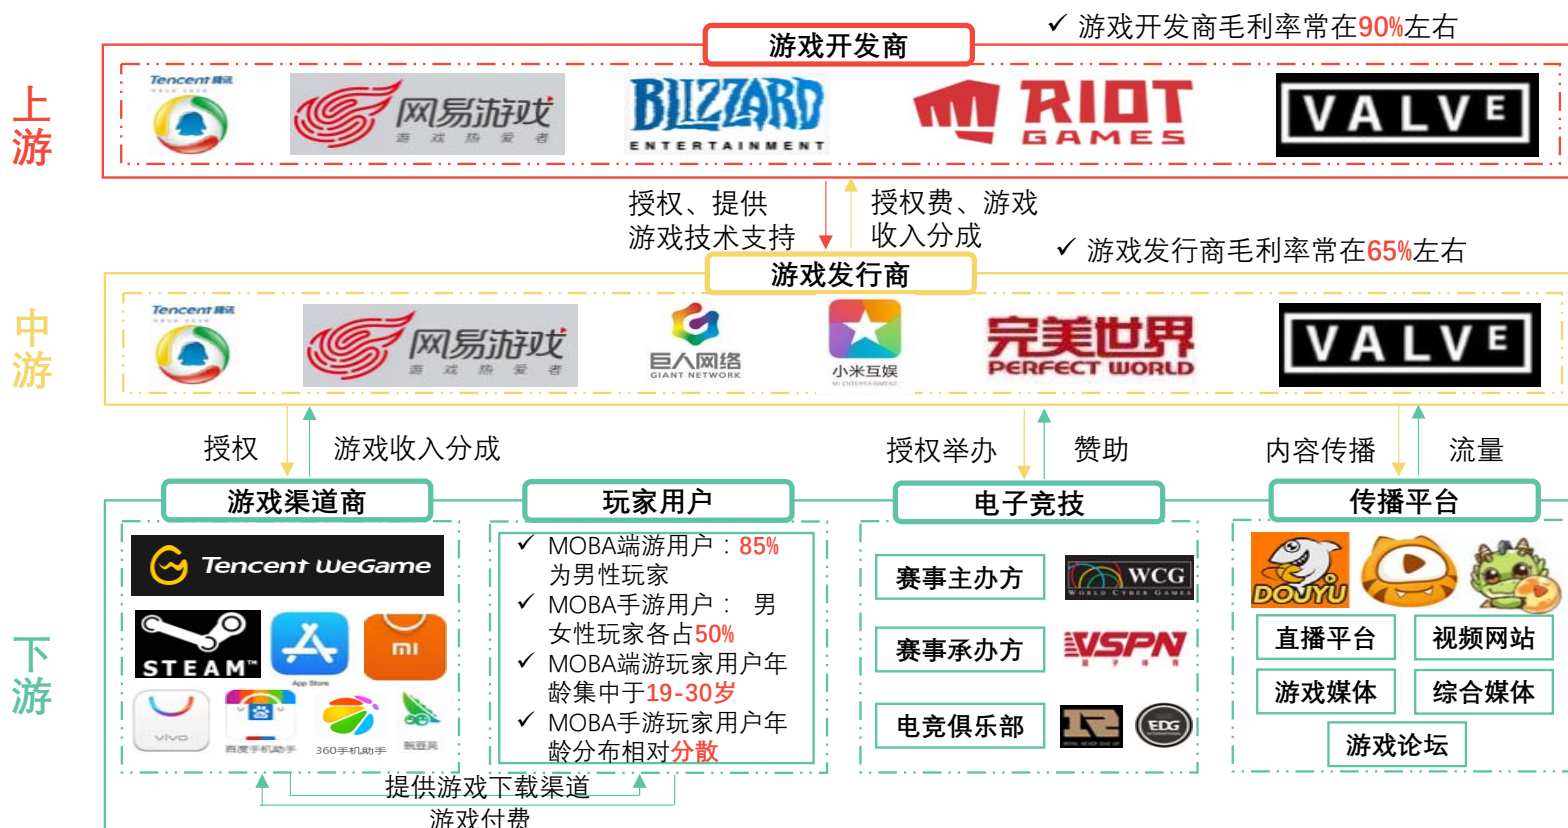 ✓ 游戏开发商毛利率常在90%左右
游戏开发商
上
游
Tencent 腾讯
网易游戏
游戏热爱者
BLIZZARD
ENTERTAINMENT
RIOT
GAMES
VALVE
授权、提供
游戏技术支持
授权费、游戏
收入分成
✓ 游戏发行商毛利率常在65%左右
游戏发行商
中
游
Tencent 腾讯
网易游戏
游戏热爱者
巨人网络
GIANT NETWORK
小米互娱
MI ENTERTAINMENT
完美世界
PERFECT WORLD
VALVE
授权
游戏收入分成
授权举办
赞助
内容传播
流量
下
游
游戏渠道商
Tencent WeGame
STEAM™
App Store
mi
vivo
百度手机助手
360手机助手
豌豆荚
玩家用户
✓ MOBA端游用户：85%
为男性玩家
✓ MOBA手游用户： 男
女性玩家各占50%
✓ MOBA端游玩家用户年
龄集中于19-30岁
✓ MOBA手游玩家用户年
龄分布相对分散
提供游戏下载渠道
游戏付费
电子竞技
赛事主办方
WCG
WORLD CYBER GAMES
赛事承办方
VSPN
电竞俱乐部
ROYAL NEVER GIVE UP
EDG
传播平台
DOUYU
直播平台
视频网站
游戏媒体
综合媒体
游戏论坛